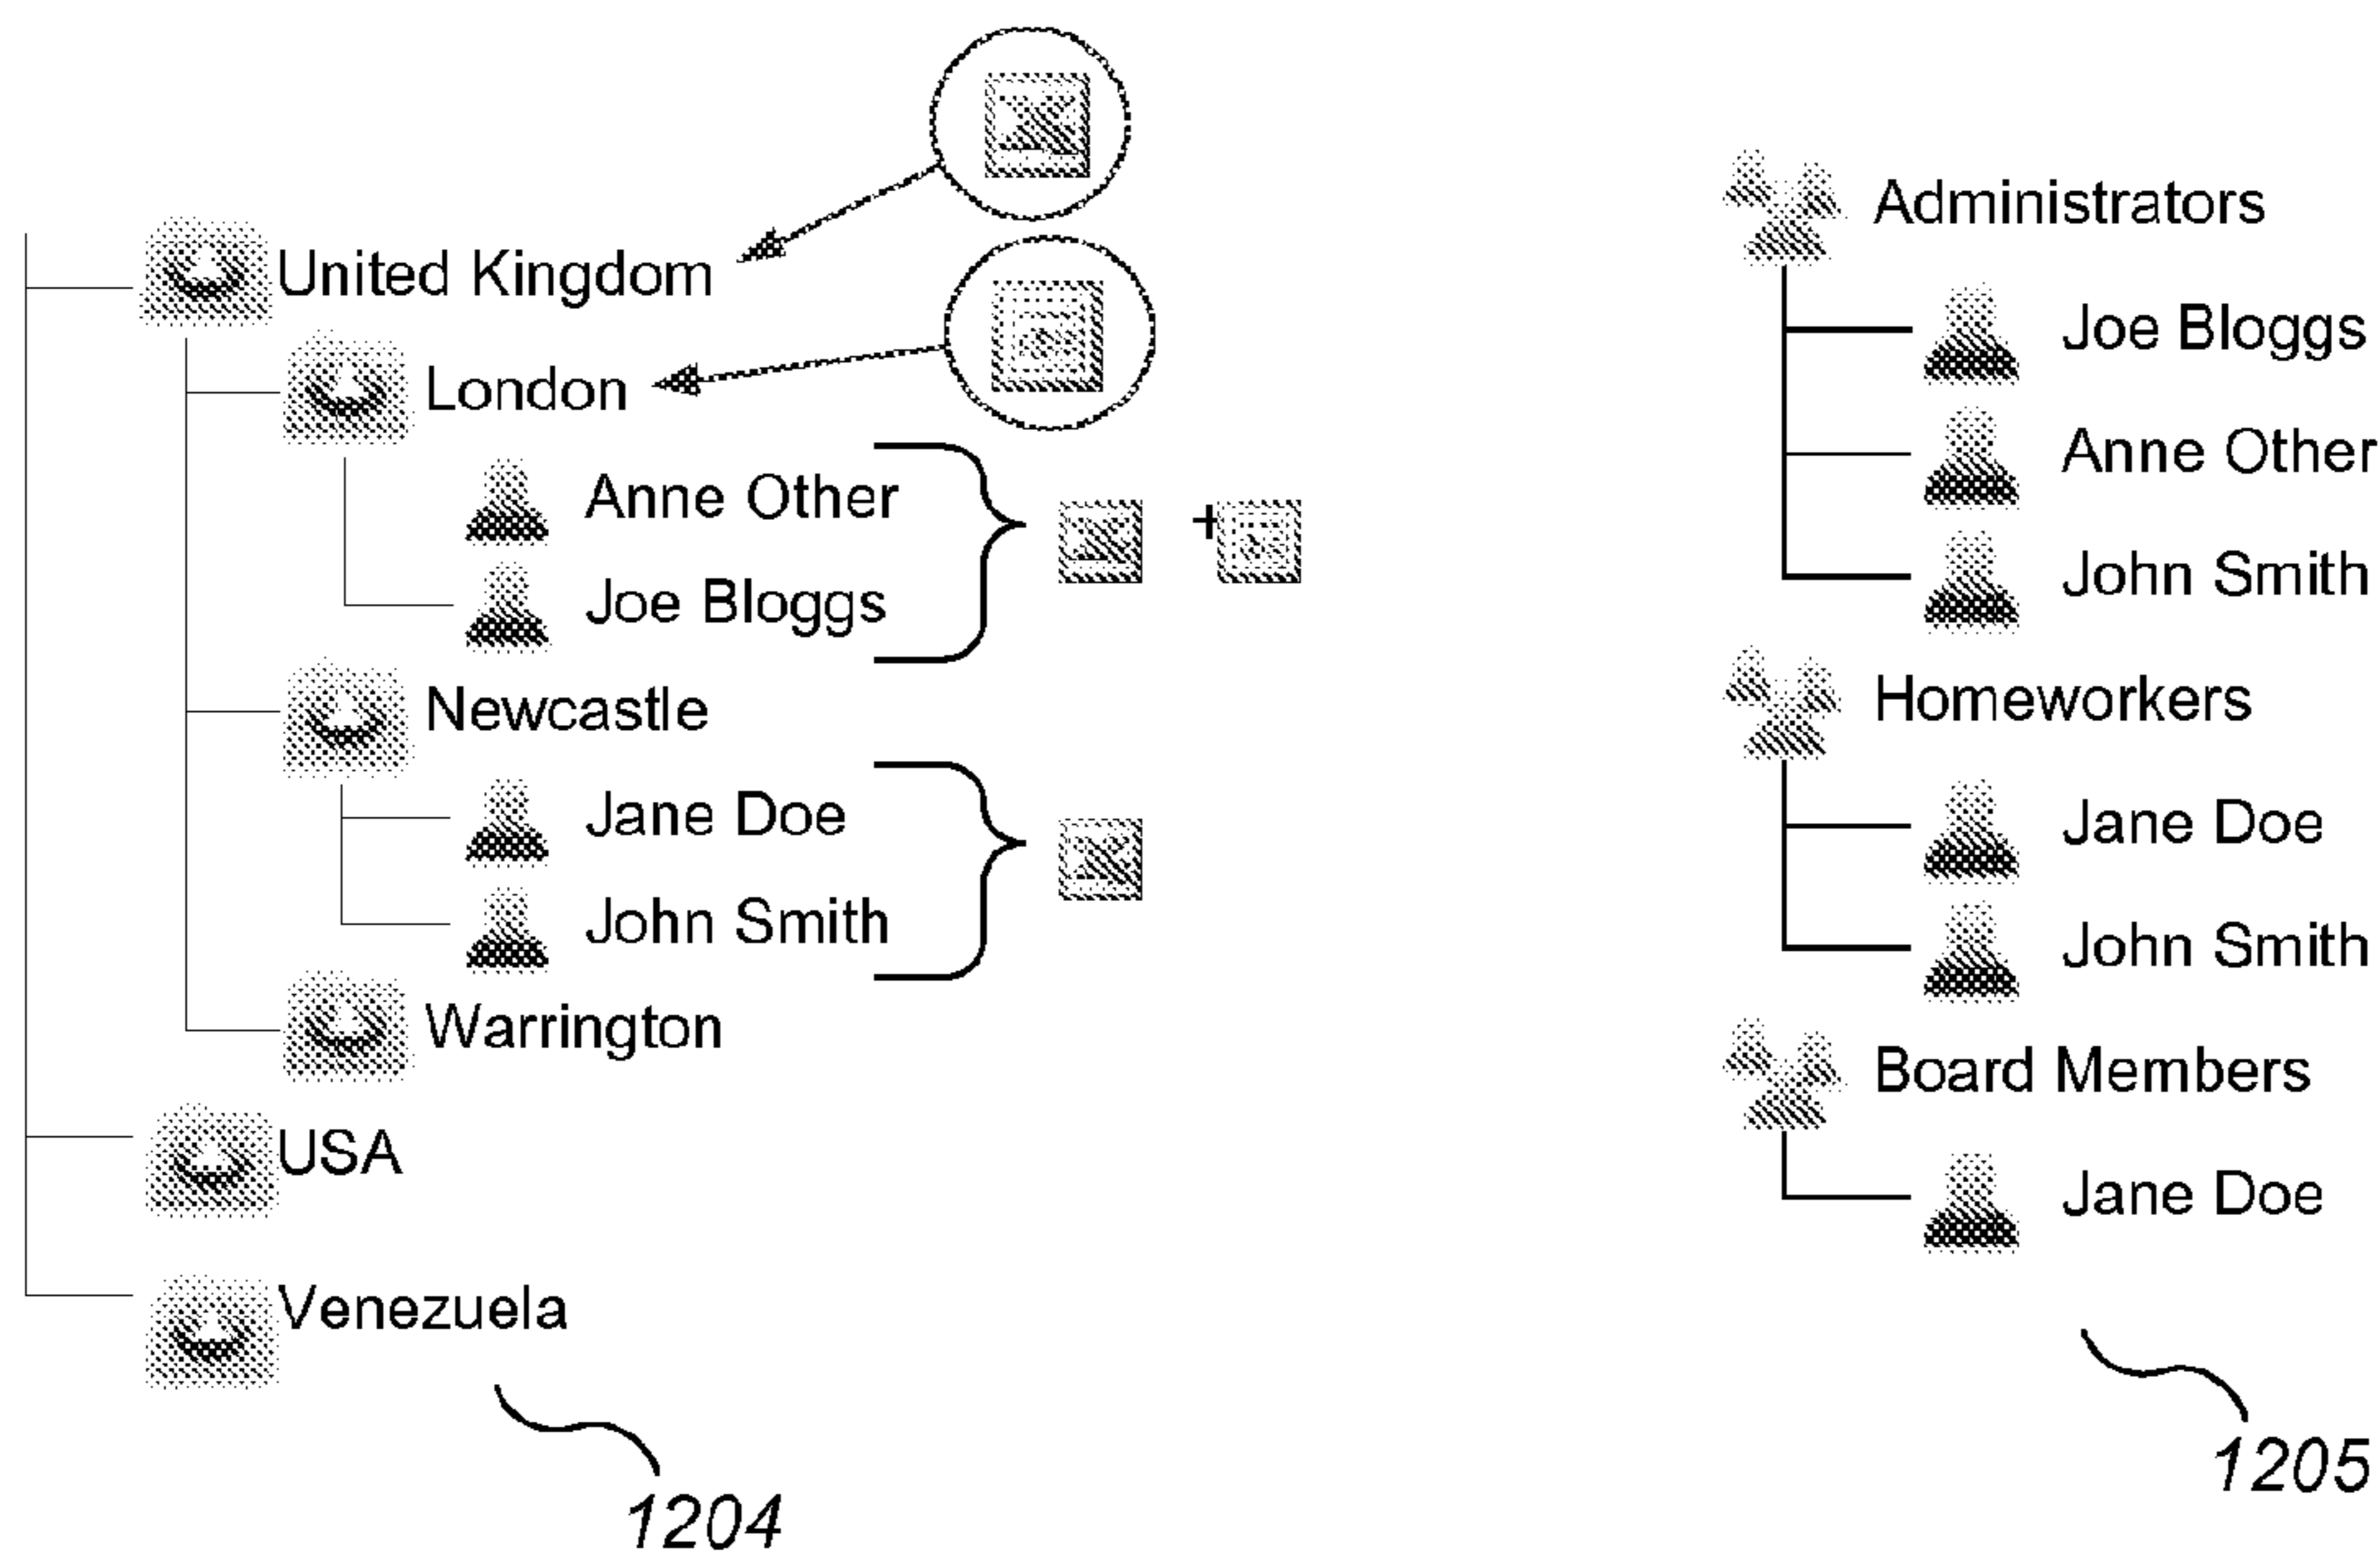 United Kingdom
London
Anne Other
+
Joe Bloggs
Newcastle
Jane Doe
John Smith
Warrington
USA
Venezuela
1204
Administrators
Joe Bloggs
Anne Other
John Smith
Homeworkers
Jane Doe
John Smith
Board Members
Jane Doe
1205